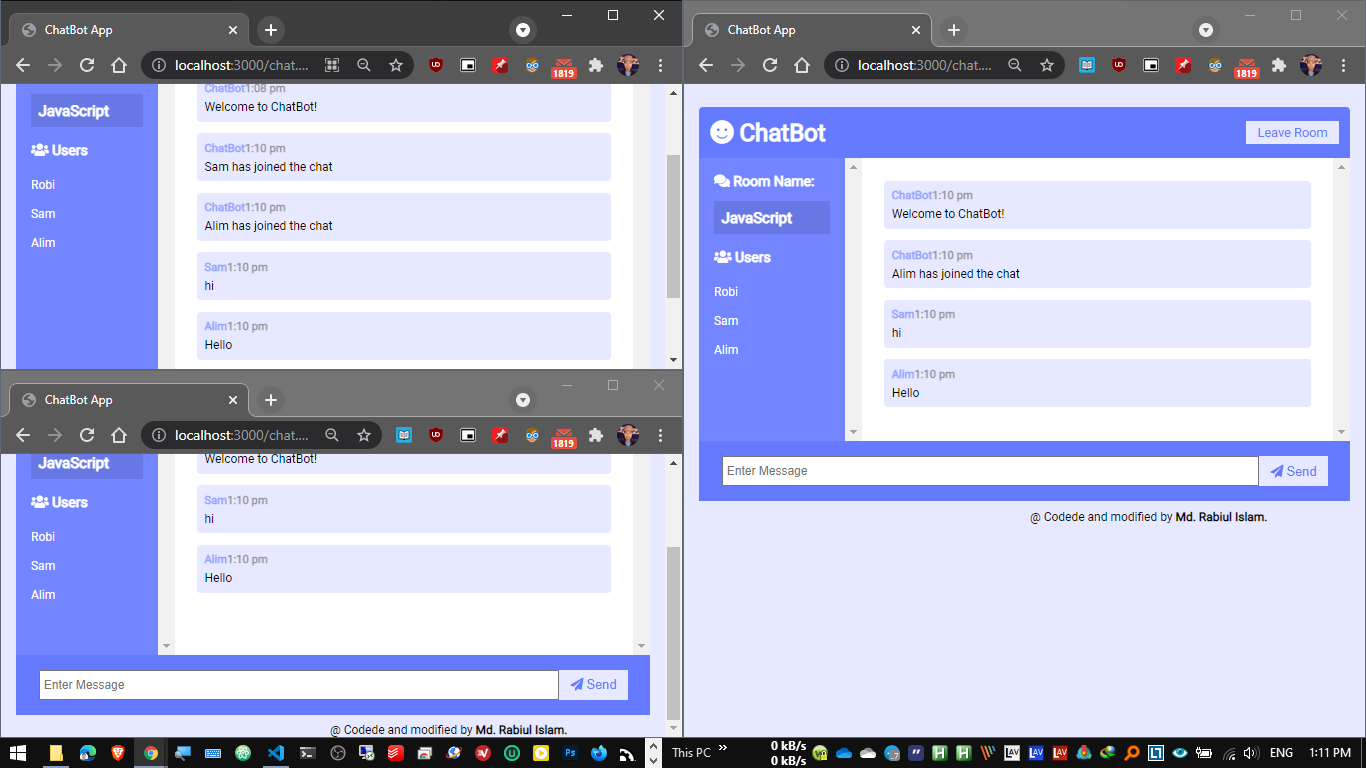 ChatBot App
localhost:3000/chat....
1819
JavaScript
Users
Robi
Sam
Alim
ChatBot1:08 pm
Welcome to ChatBot!
ChatBot1:10 pm
Sam has joined the chat
ChatBot1:10 pm
Alim has joined the chat
Sam1:10 pm
hi
Alim1:10 pm
Hello
ChatBot App
localhost:3000/chat....
1819
JavaScript
Users
Robi
Sam
Alim
Welcome to ChatBot!
Sam1:10 pm
hi
Alim1:10 pm
Hello
Enter Message
Send
@ Codede and modified by Md. Rabiul Islam.
ChatBot App
localhost:3000/chat....
1819
ChatBot
Leave Room
Room Name:
JavaScript
Users
Robi
Sam
Alim
ChatBot1:10 pm
Welcome to ChatBot!
ChatBot1:10 pm
Alim has joined the chat
Sam1:10 pm
hi
Alim1:10 pm
Hello
Enter Message
Send
@ Codede and modified by Md. Rabiul Islam.
This PC
0 kB/s
0 kB/s
ENG
1:11 PM